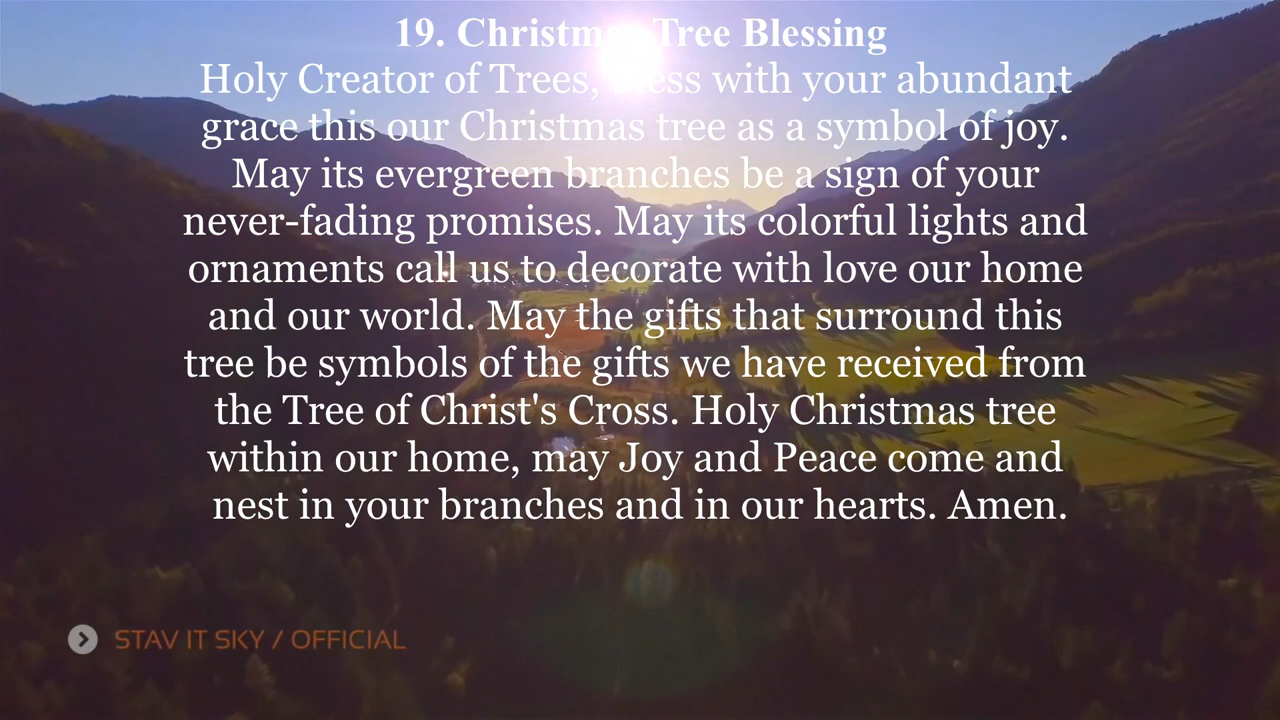 19. Christmas Tree Blessing
Holy Creator of Trees, bless with your abundant
grace this our Christmas tree as a symbol of joy.
May its evergreen branches be a sign of your
never-fading promises. May its colorful lights and
ornaments call us to decorate with love our home
and our world. May the gifts that surround this
tree be symbols of the gifts we have received from
the Tree of Christ's Cross. Holy Christmas tree
within our home, may Joy and Peace come and
nest in your branches and in our hearts. Amen.
STAV IT SKY / OFFICIAL